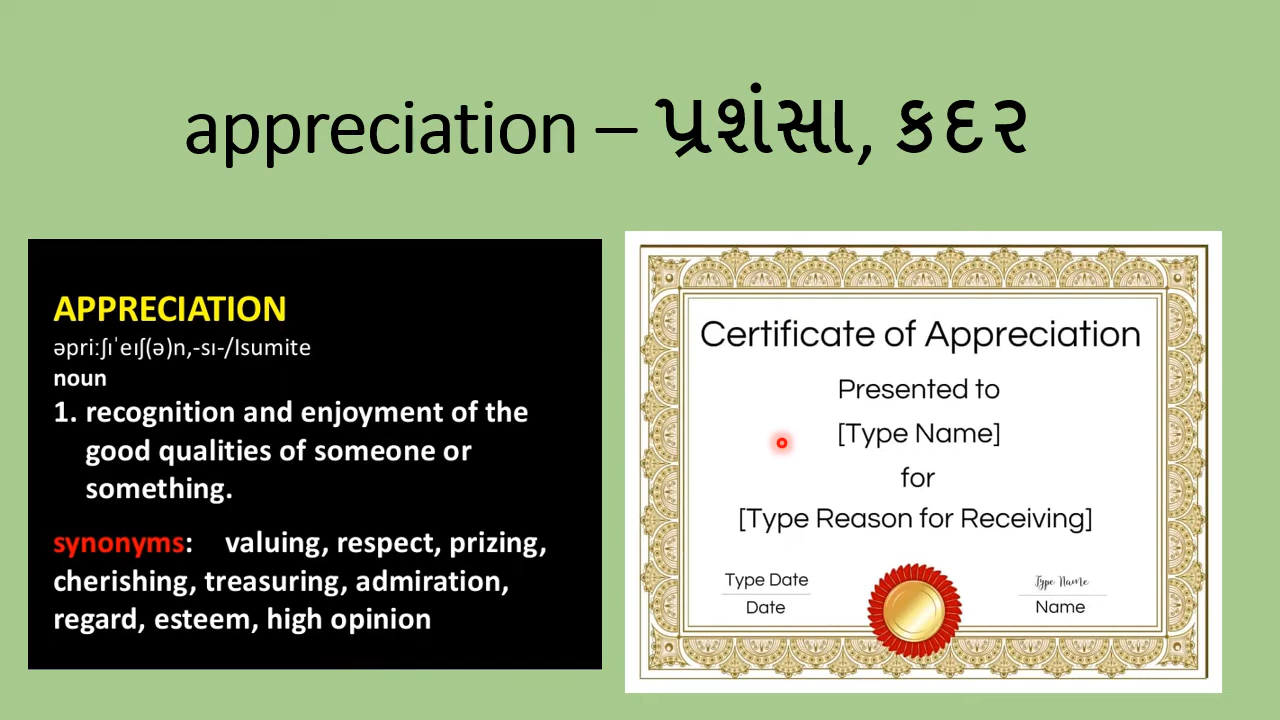 appreciation – પ્રશંસા, કદર
APPRECIATION
əpriːʃɪˈeɪʃ(ə)n,-sɪ-/Isumite
noun
1. recognition and enjoyment of the
good qualities of someone or
something.
synonyms: valuing, respect, prizing,
cherishing, treasuring, admiration,
regard, esteem, high opinion
Certificate of Appreciation
Presented to
[Type Name]
for
[Type Reason for Receiving]
Type Date
Date
Type Name
Name